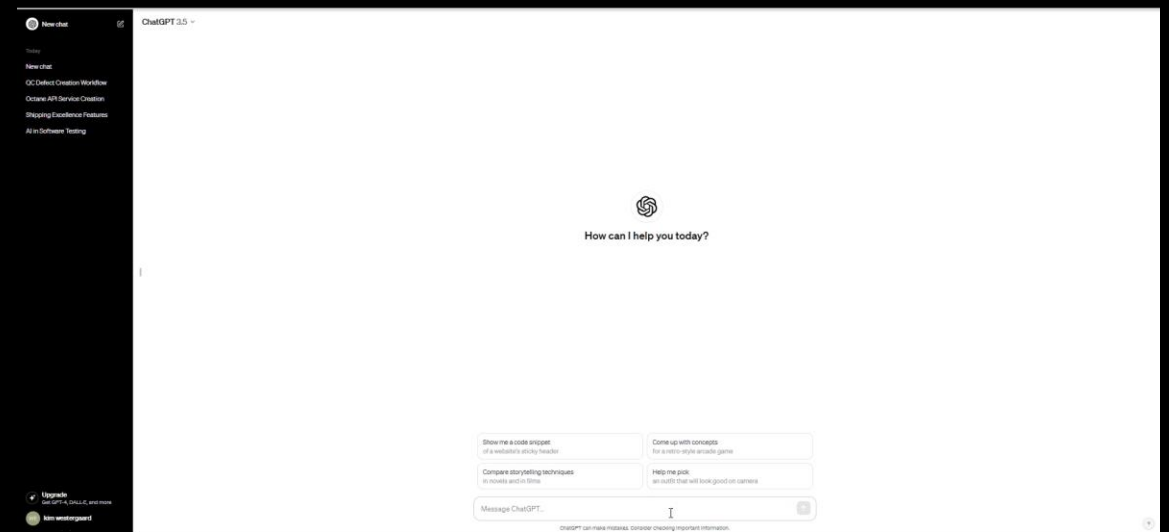 New chat
ChatGPT 3.5
Today
New chat
QC Defect Creation Workflow
Octane API Service Creation
Shipping Excellence Features
AI in Software Testing
How can I help you today?
Show me a code snippet
of a website's sticky header
Come up with concepts
for a retro-style arcade game
Compare storytelling techniques
in novels and in films
Help me pick
an outfit that will look good on camera
Message ChatGPT...
ChatGPT can make mistakes. Consider checking important information.
Upgrade
Get GPT-4, DALL·E, and more
kim westergaard
?